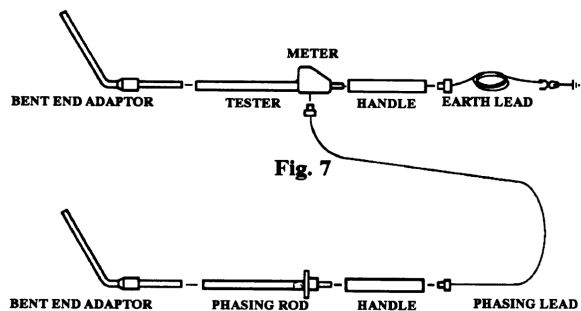 METER
BENT END ADAPTOR TESTER HANDLE EARTH LEAD
Fig. 7
BENT END ADAPTOR PHASING ROD HANDLE PHASING LEAD